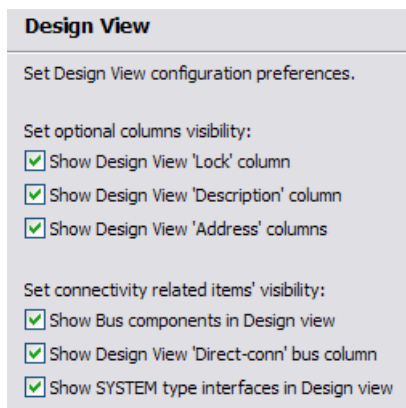 Design View
Set Design View configuration preferences.
Set optional columns visibility:
Show Design View 'Lock' column
Show Design View 'Description' column
Show Design View 'Address' columns
Set connectivity related items' visibility:
Show Bus components in Design view
Show Design View 'Direct-conn' bus column
Show SYSTEM type interfaces in Design view